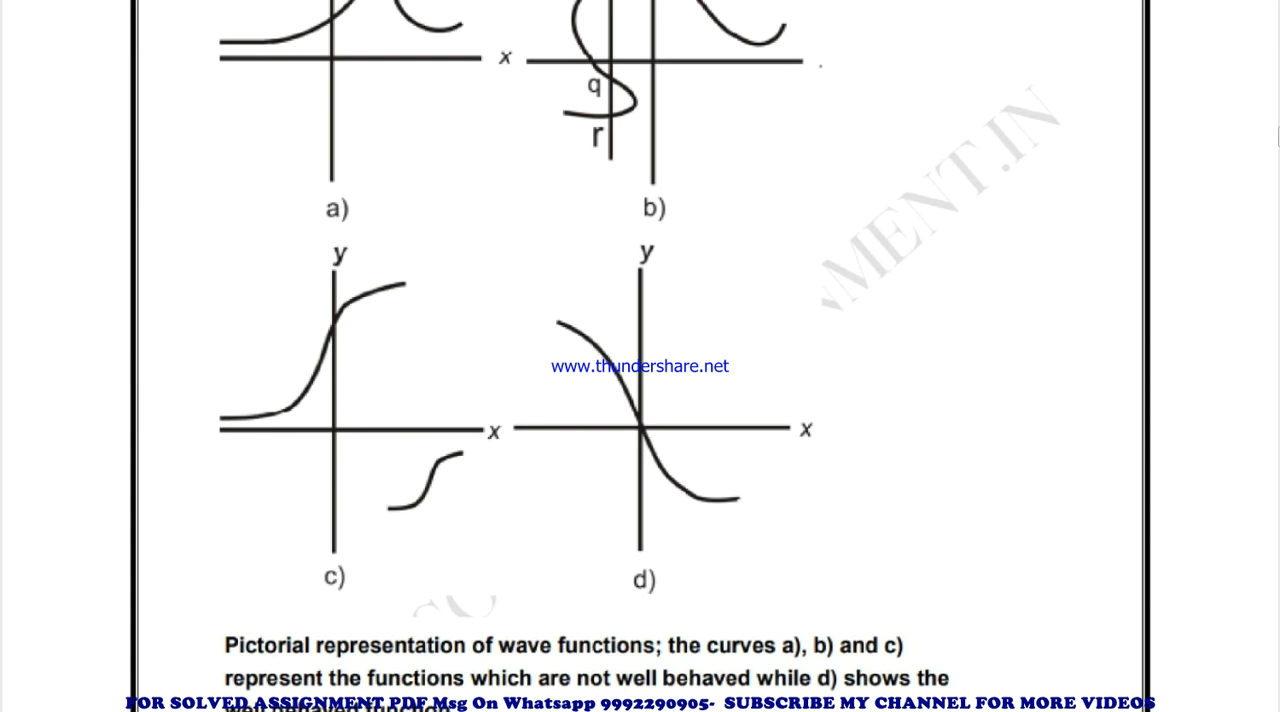 x
q
r
a)
b)
y
y
www.thundershare.net
x
x
c)
d)
Pictorial representation of wave functions; the curves a), b) and c)
represent the functions which are not well behaved while d) shows the
FOR SOLVED ASSIGNMENT PDF Msg On Whatsapp 9992290905- SUBSCRIBE MY CHANNEL FOR MORE VIDEOS